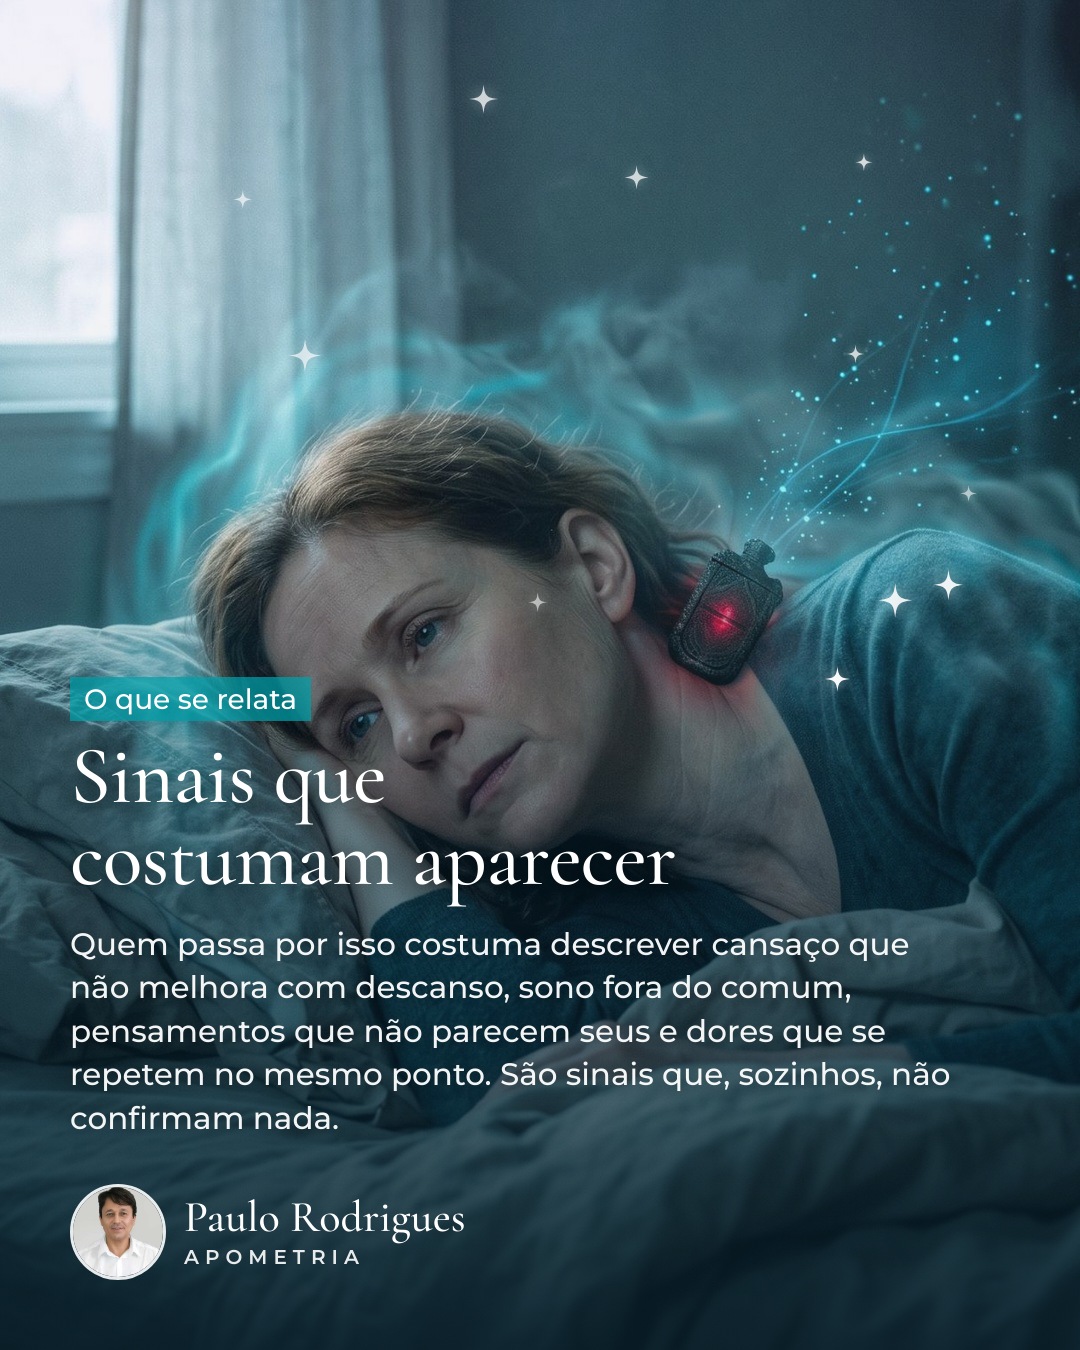 O que se relata
Sinais que
costumam aparecer
Quem passa por isso costuma descrever cansaço que
não melhora com descanso, sono fora do comum,
pensamentos que não parecem seus e dores que se
repetem no mesmo ponto. São sinais que, sozinhos, não
confirmam nada.
Paulo Rodrigues
APOMETRIA